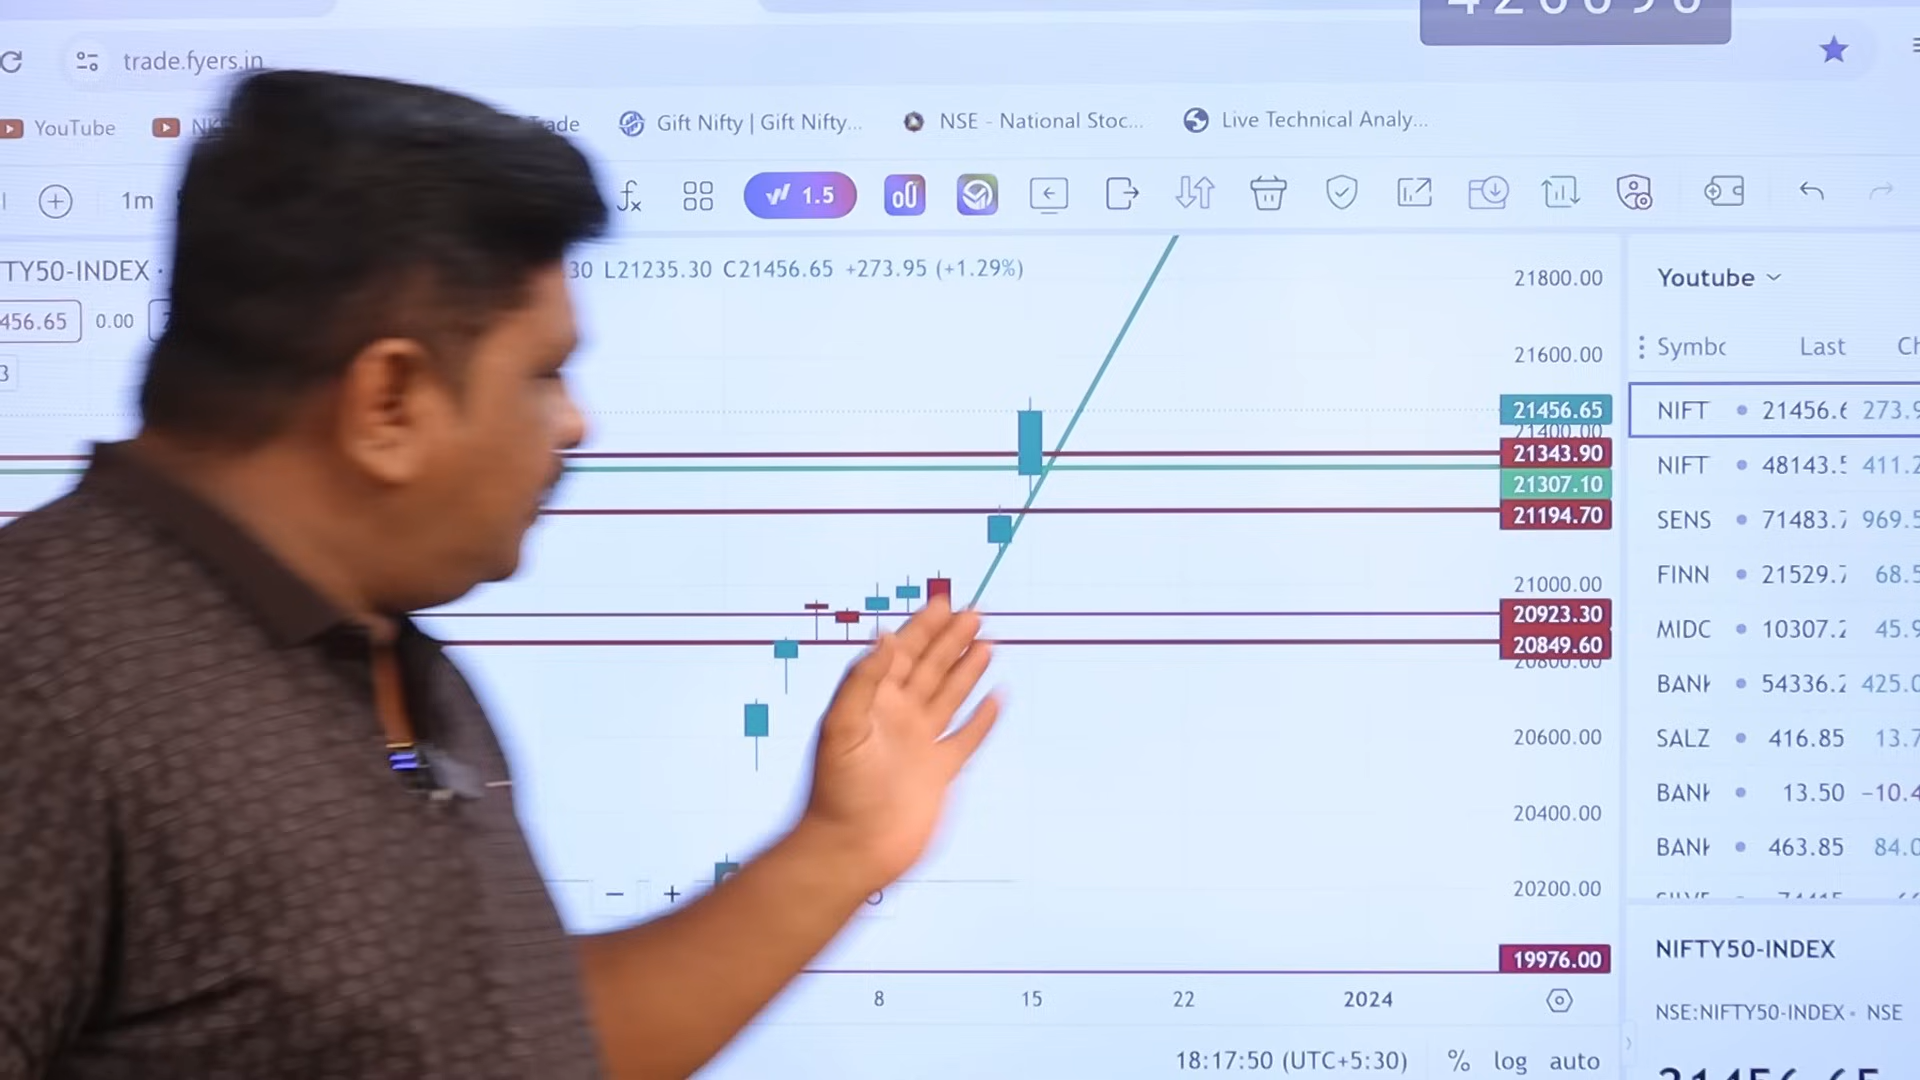 trade.fyers.in
YouTube
Trade
Gift Nifty | Gift Nifty...
NSE - National Stoc...
Live Technical Analy...
1m
1.5
TY50-INDEX ·
.30 L21235.30 C21456.65 +273.95 (+1.29%)
456.65
0.00
3
21800.00
21600.00
21456.65
21400.00
21343.90
21307.10
21194.70
21000.00
20923.30
20849.60
20800.00
20600.00
20400.00
20200.00
19976.00
8
15
22
2024
18:17:50 (UTC+5:30)
% log auto
Youtube
Last
NIFT 21456.6 273.9
NIFT 48143.5 411.2
SENS 71483.7 969.5
FINN 21529.7 68.5
MIDC 10307.2 45.9
BANK 54336.2 425.0
SALZ 416.85 13.7
BANK 13.50 −10.4
BANK 463.85 84.0
NIFTY50-INDEX
NSE:NIFTY50-INDEX • NSE